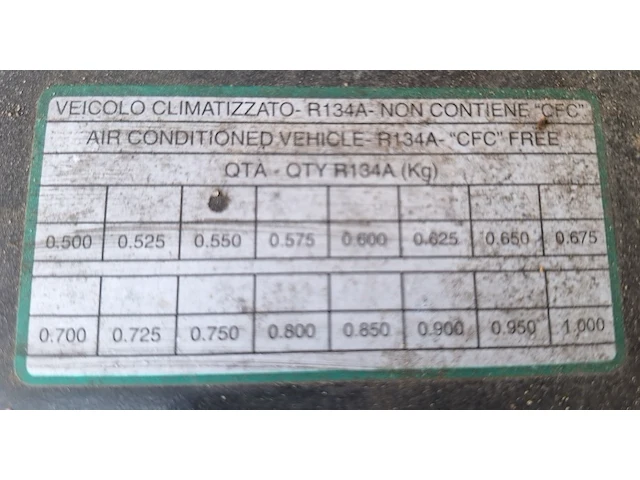 VEICOLO CLIMATIZZATO- R134A- NON CONTIENE "CFC"
AIR CONDITIONED VEHICLE- R134A- "CFC" FREE
QTA - QTY R134A (Kg)
0.500 0.525 0.550 0.575 0.600 0.625 0.650 0.675
0.700 0.725 0.750 0.800 0.850 0.900 0.950 1.000